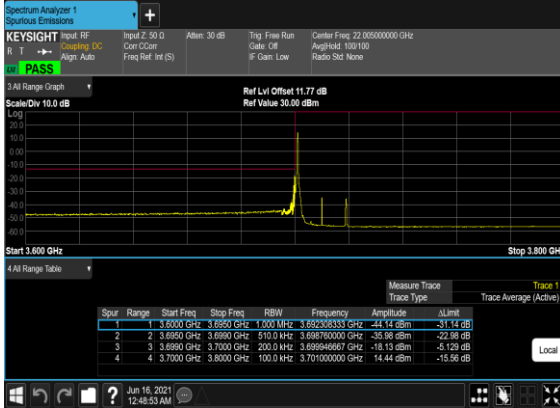 Spectrum Analyzer 1
Spurious Emissions
KEYSIGHT Input: RF Input Z: 50 Ω Atten: 30 dB Trig: Free Run Center Freq: 22.005000000 GHz
R T Coupling: DC Corr CCorr Gate: Off Avg|Hold: 100/100
Align: Auto Freq Ref: Int (S) IF Gain: Low Radio Std: None
PASS
3 All Range Graph
Ref Lvl Offset 11.77 dB
Scale/Div 10.0 dB Ref Value 30.00 dBm
Log
20.0
10.0
0.00
-10.0
-20.0
-30.0
-40.0
-50.0
-60.0
Start 3.600 GHz Stop 3.800 GH
4 All Range Table
Measure Trace Trace 1
Trace Type Trace Average (Active)
Spur Range Start Freq Stop Freq RBW Frequency Amplitude ΔLimit
1 1 3.6000 GHz 3.6950 GHz 1.000 MHz 3.692308333 GHz -44.14 dBm -31.14 dB
2 2 3.6950 GHz 3.6990 GHz 510.0 kHz 3.698760000 GHz -35.98 dBm -22.98 dB
3 3 3.6990 GHz 3.7000 GHz 200.0 kHz 3.699946667 GHz -18.13 dBm -5.129 dB
4 4 3.7000 GHz 3.8000 GHz 100.0 kHz 3.701000000 GHz 14.44 dBm -15.56 dB
Local
Jun 16, 2021
12:48:53 AM